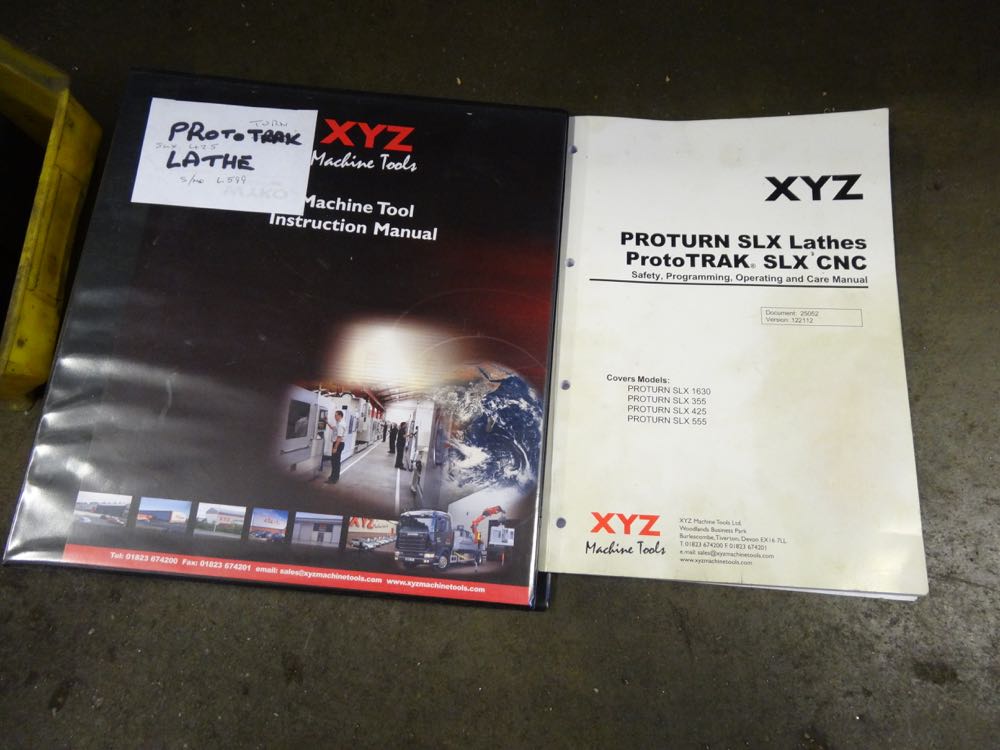 TURN
PROTOTRAK
SLX 425
LATHE
S/NO L599
XYZ
Machine Tools
Machine Tool
Instruction Manual
XYZ
Tel: 01823 674200 Fax: 01823 674201 email: sales@xyzmachinetools.com www.xyzmachinetools.com
XYZ
PROTURN SLX Lathes
ProtoTRAK® SLX CNC
Safety, Programming, Operating and Care Manual
Document: 25052
Version: 122112
Covers Models:
PROTURN SLX 1630
PROTURN SLX 355
PROTURN SLX 425
PROTURN SLX 555
XYZ
Machine Tools
XYZ Machine Tools Ltd,
Woodlands Business Park
Burlescombe, Tiverton, Devon EX16 7LL
T. 01823 674200 F. 01823 674201
e.mail: sales@xyzmachinetools.com
www.xyzmachinetools.com